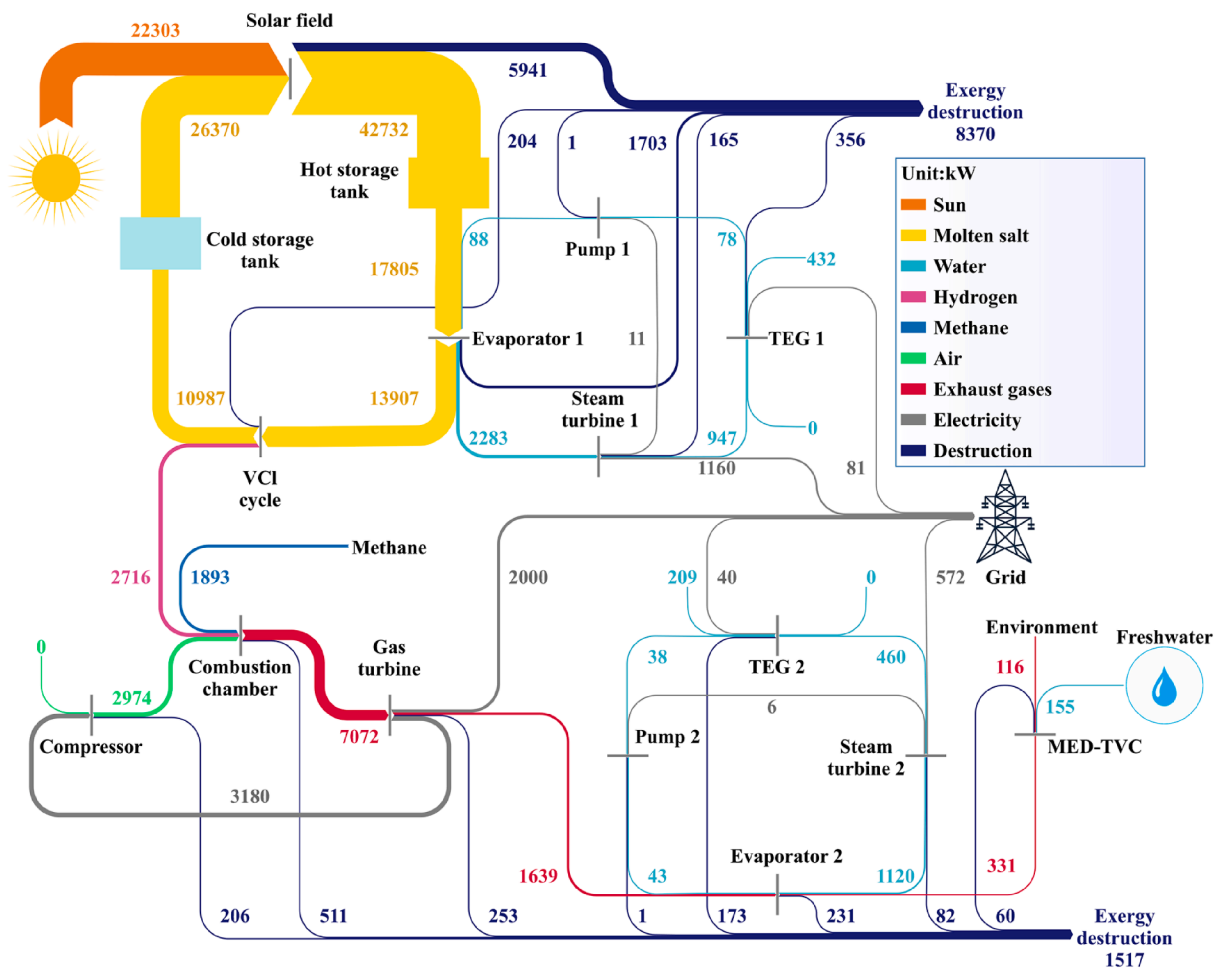 Solar field
22303
5941
Exergy
destruction
8370
26370
42732
204
1
1703
165
356
Hot storage
tank
Unit:kW
Sun
Molten salt
Water
Hydrogen
Methane
Air
Exhaust gases
Electricity
Destruction
Cold storage
tank
88
Pump 1
78
432
17805
Evaporator 1
11
TEG 1
10987
13907
Steam
turbine 1
2283
947
0
1160
81
VCl
cycle
Grid
Methane
2716
1893
2000
209
40
0
572
0
Combustion
chamber
Gas
turbine
38
TEG 2
460
Environment
Freshwater
116
155
2974
6
Compressor
7072
Pump 2
Steam
turbine 2
MED-TVC
3180
1639
43
Evaporator 2
1120
331
206
511
253
1
173
231
82
60
Exergy
destruction
1517